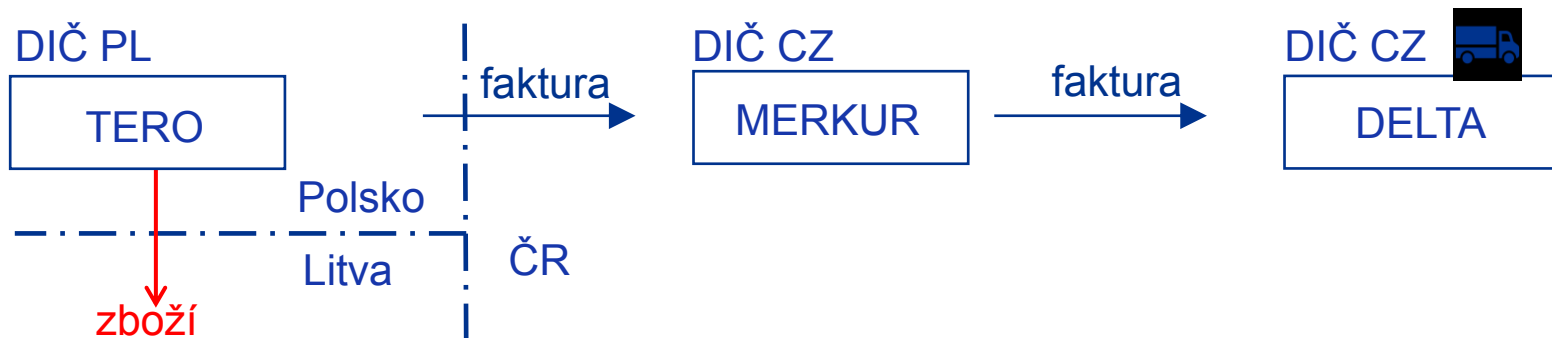 DIČ PL
DIČ CZ
DIČ CZ
faktura
faktura
TERO
MERKUR
DELTA
Polsko
Litva
ČR
zboží